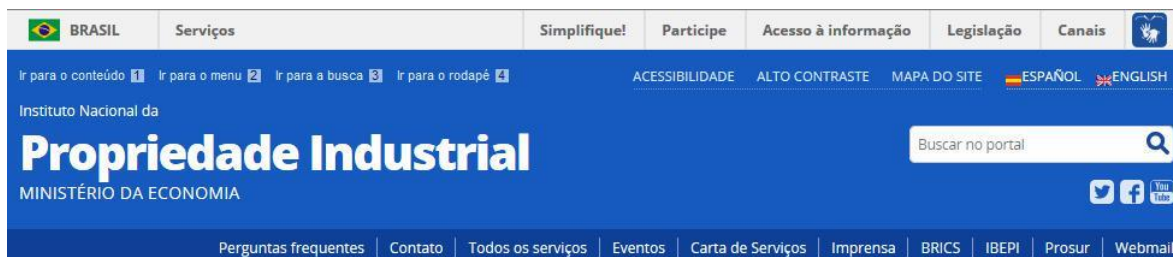 BRASIL Serviços Simplifique! Participe Acesso à informação Legislação Canais
Ir para o conteúdo 1 Ir para o menu 2 Ir para a busca 3 Ir para o rodapé 4 ACESSIBILIDADE ALTO CONTRASTE MAPA DO SITE ESPAÑOL ENGLISH
Instituto Nacional da
Propriedade Industrial
Buscar no portal
MINISTÉRIO DA ECONOMIA
You Tube
Perguntas frequentes | Contato | Todos os serviços | Eventos | Carta de Serviços | Imprensa | BRICS | IBEPI | Prosur | Webmail